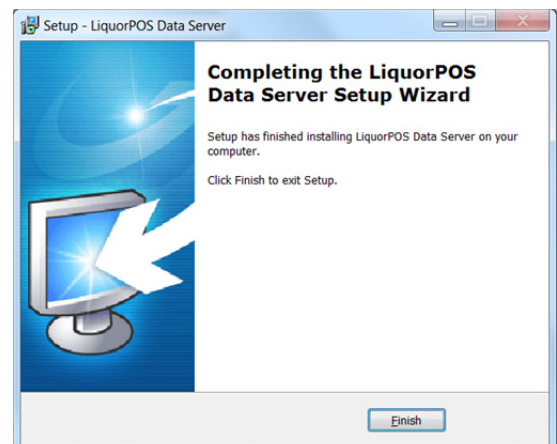 Setup - LiquorPOS Data Server
Completing the LiquorPOS
Data Server Setup Wizard
Setup has finished installing LiquorPOS Data Server on your
computer.
Click Finish to exit Setup.
Finish